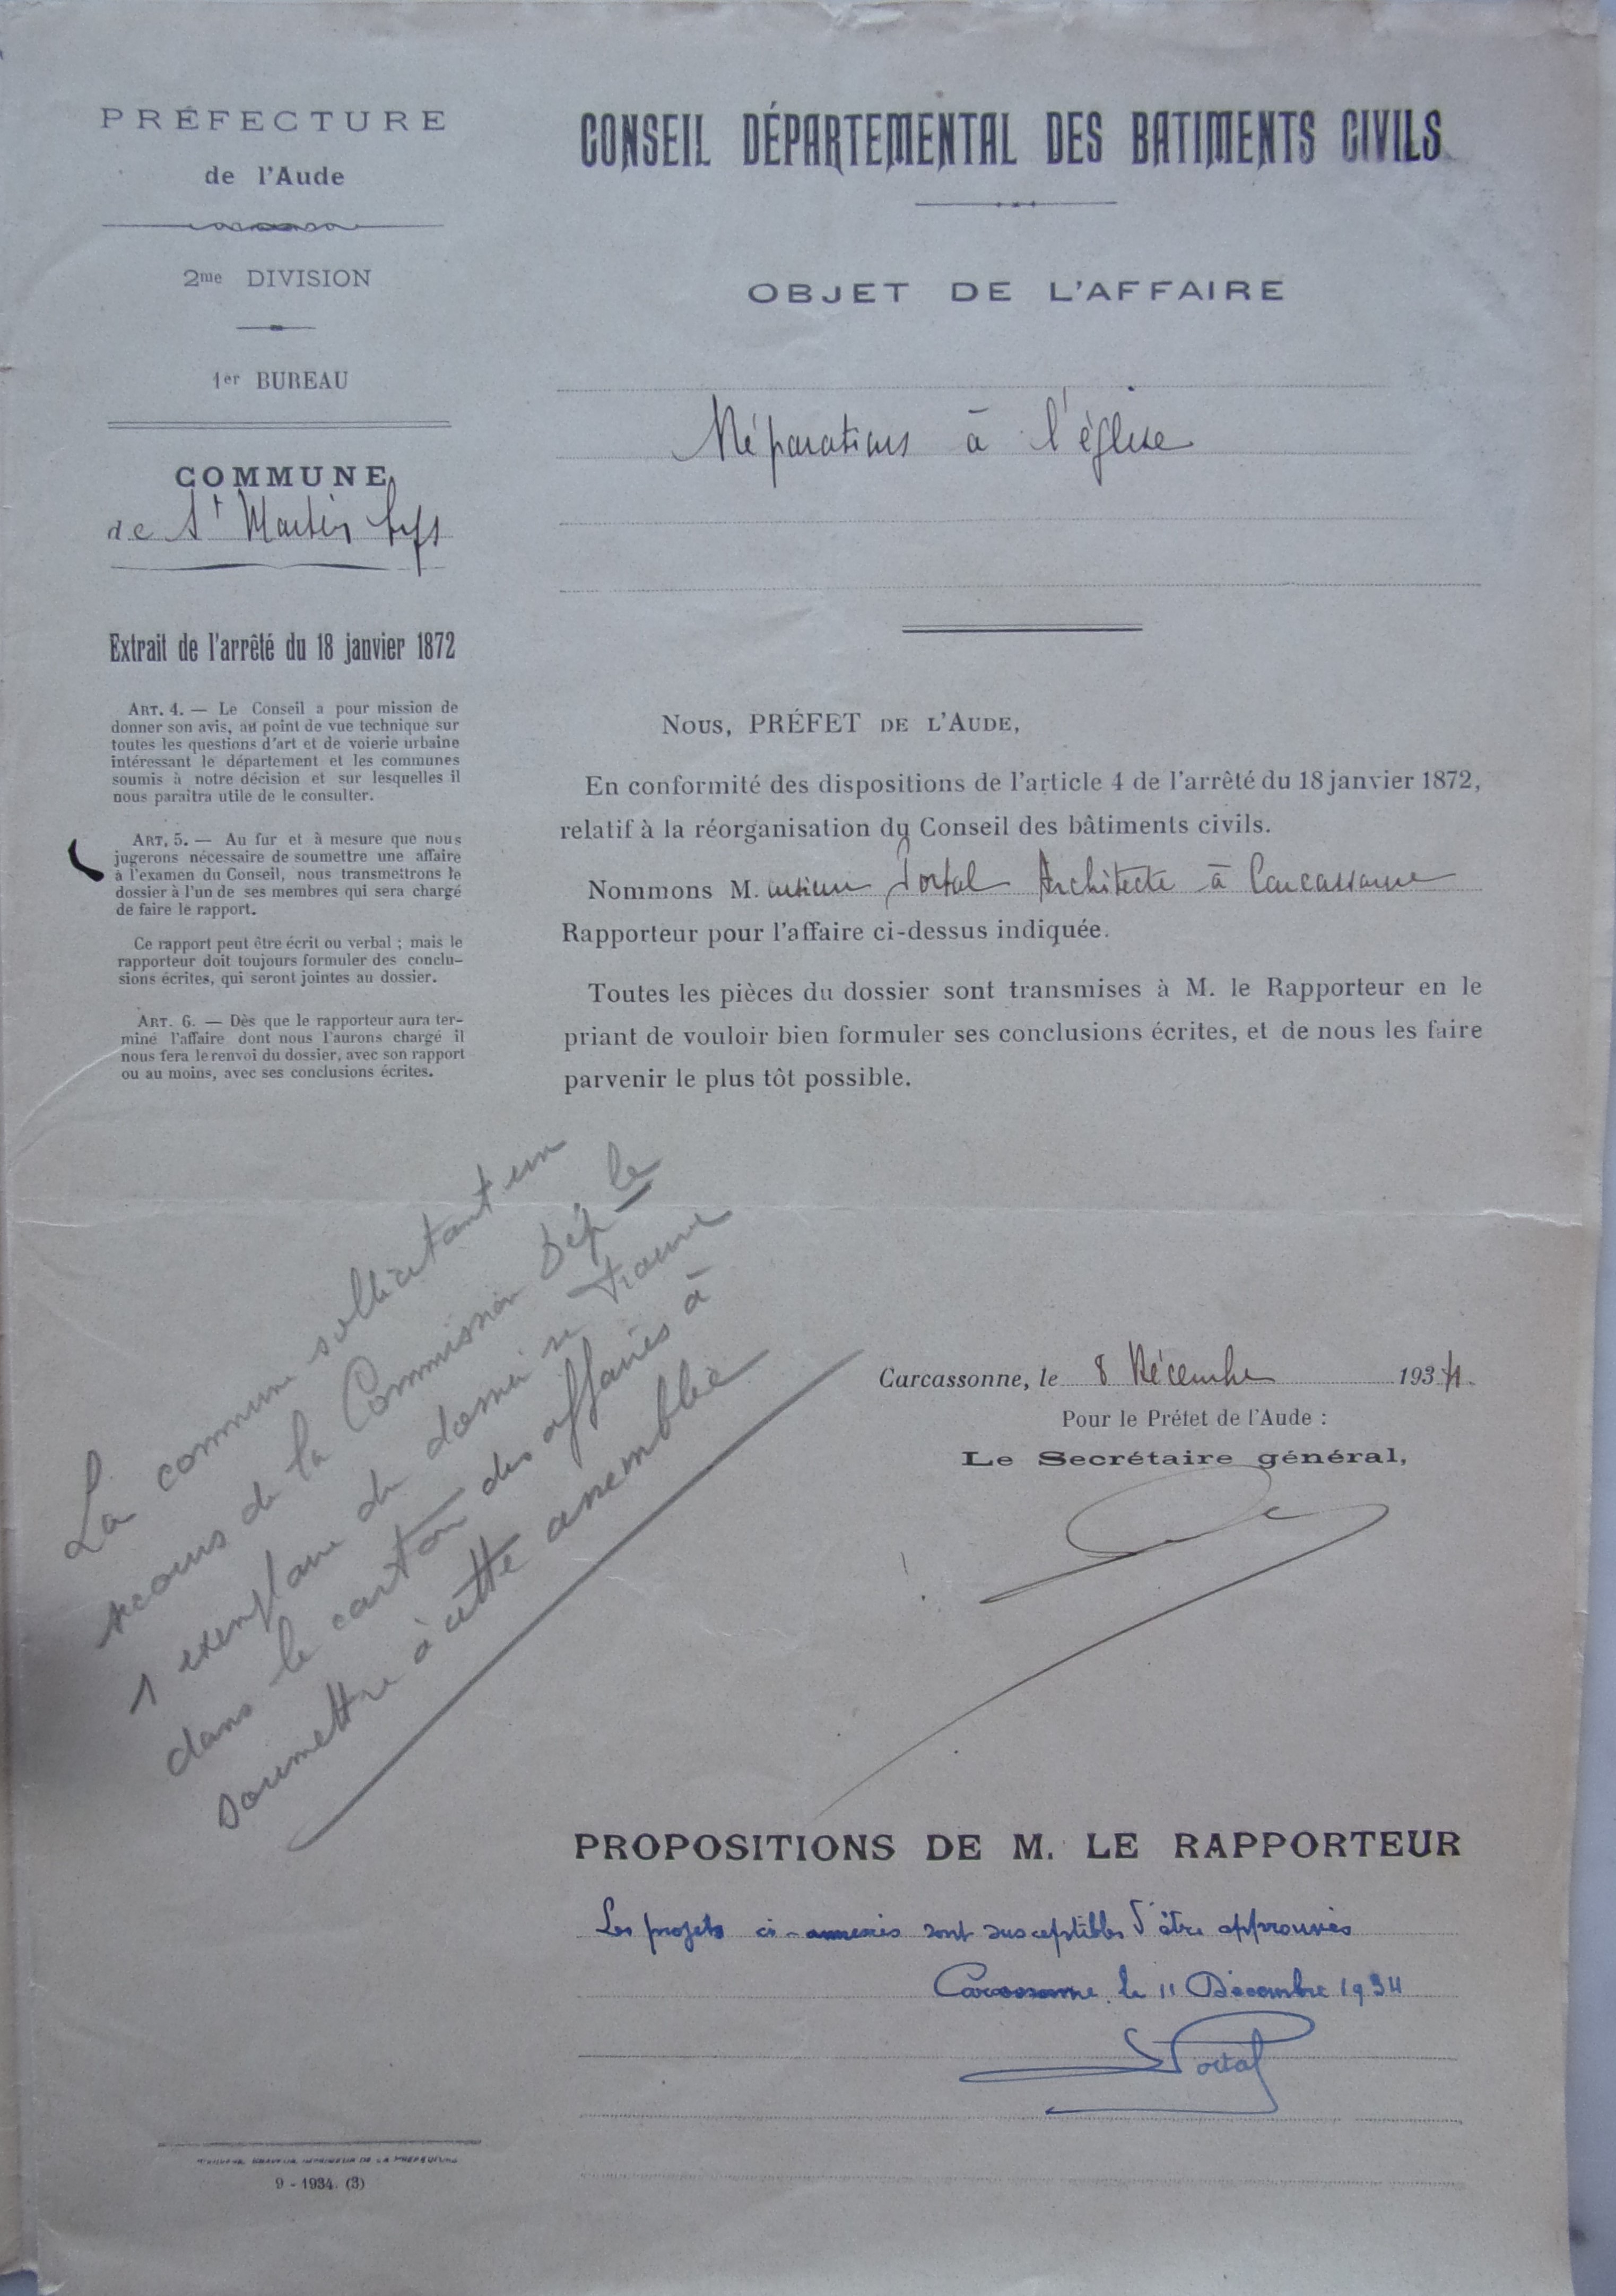 PRÉFECTURE
de l'Aude
2me DIVISION
1er BUREAU
COMMUNE
de St Martin Lys
Extrait de l'arrêté du 18 janvier 1872
ART. 4. — Le Conseil a pour mission de
donner son avis, au point de vue technique sur
toutes les questions d'art et de voierie urbaine
intéressant le département et les communes
soumis à notre décision et sur lesquelles il
nous paraitra utile de le consulter.
ART. 5. — Au fur et à mesure que nous
jugerons nécessaire de soumettre une affaire
à l'examen du Conseil, nous transmettrons le
dossier à l'un de ses membres qui sera chargé
de faire le rapport.
Ce rapport peut être écrit ou verbal ; mais le
rapporteur doit toujours formuler des conclu-
sions écrites, qui seront jointes au dossier.
ART. 6. — Dès que le rapporteur aura ter-
miné l'affaire dont nous l'aurons chargé il
nous fera le renvoi du dossier, avec son rapport
ou au moins, avec ses conclusions écrites.
CONSEIL DÉPARTEMENTAL DES BATIMENTS CIVILS
OBJET DE L'AFFAIRE
Réparations à l'église
NOUS, PRÉFET DE L'AUDE,
En conformité des dispositions de l'article 4 de l'arrêté du 18 janvier 1872,
relatif à la réorganisation du Conseil des bâtiments civils.
Nommons M. onsieur Portal Architecte à Carcassonne
Rapporteur pour l'affaire ci-dessus indiquée.
Toutes les pièces du dossier sont transmises à M. le Rapporteur en le
priant de vouloir bien formuler ses conclusions écrites, et de nous les faire
parvenir le plus tôt possible.
La commune sollicitant un
secours de la Commission Dép le
1 exemplaire du dossier se trouve
dans le carton des affaires à
soumettre à cette assemblée
Carcassonne, le 8 Décembre 1934.
Pour le Préfet de l'Aude :
Le Secrétaire général,
PROPOSITIONS DE M. LE RAPPORTEUR
Les projets ci-annexés sont susceptibles d'être approuvés
Carcassonne, le 11 Décembre 1934
Portal
IMPRIMEUR DE LA PREFECTURE
9 - 1934. (3)